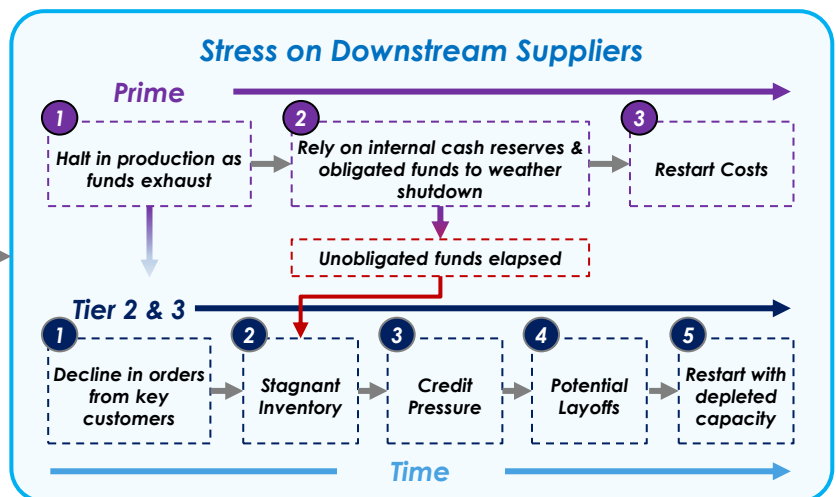 Stress on Downstream Suppliers
Prime
1
Halt in production as
funds exhaust
2
Rely on internal cash reserves &
obligated funds to weather
shutdown
3
Restart Costs
Unobligated funds elapsed
Tier 2 & 3
1
Decline in orders
from key
customers
2
Stagnant
Inventory
3
Credit
Pressure
4
Potential
Layoffs
5
Restart with
depleted
capacity
Time